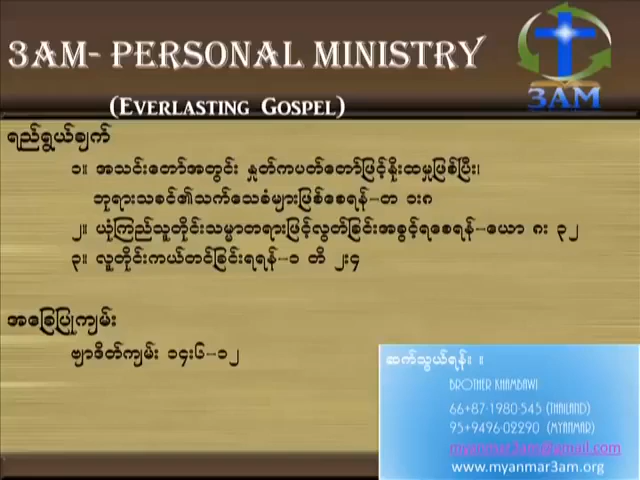 3AM- PERSONAL MINISTRY
3AM
(EVERLASTING GOSPEL)
ရည်ရွယ်ချက်
၁။ အသင်းတော်အတွင်း နှုတ်ကပတ်တော်ဖြင့်နိုးထမှုဖြစ်ပြီး၊
ဘုရားသခင်၏သက်သေခံများဖြစ်စေရန်-တ ၁း၈
၂။ ယုံကြည်သူတိုင်းသမ္မာတရားဖြင့်လွတ်ခြင်းအခွင့်ရစေရန်-ယော ၈း ၃၂
၃။ လူတိုင်းကယ်တင်ခြင်းရရန်-၁ တိ ၂း၄
အခြေပြုကျမ်း
ဗျာဒိတ်ကျမ်း ၁၄း၆-၁၂
ဆက်သွယ်ရန်။ ။
BROTHER KHAMBAWI
66+87-1980-545 (THAILAND)
95+9496-02290 (MYANMAR)
myanmar3am@gmail.com
www.myanmar3am.org